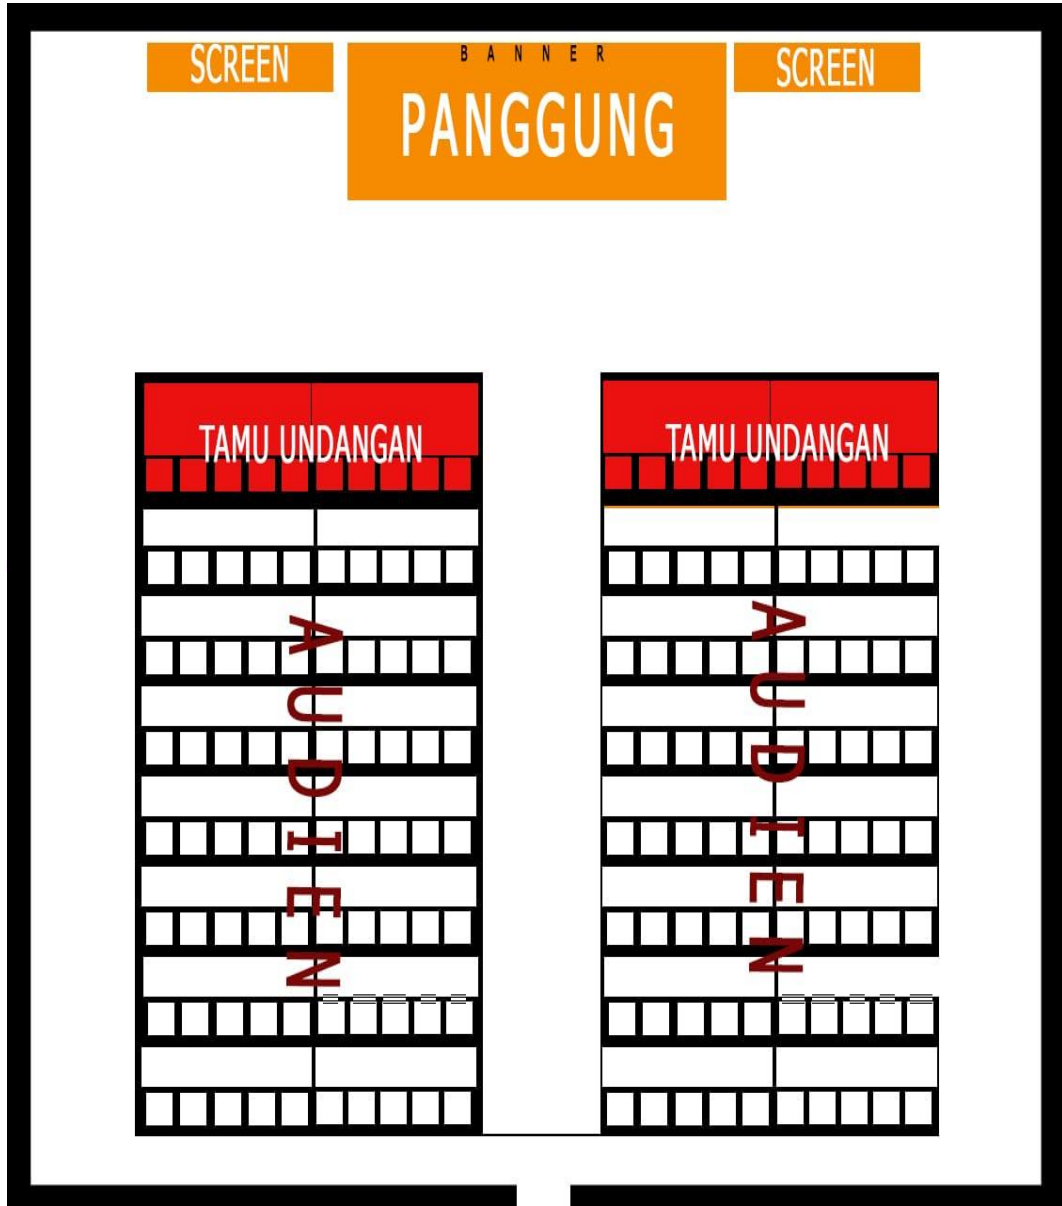 SCREEN
BANNER
SCREEN
PANGGUNG
TAMU UNDANGAN
TAMU UNDANGAN
AUDIEN
AUDIEN